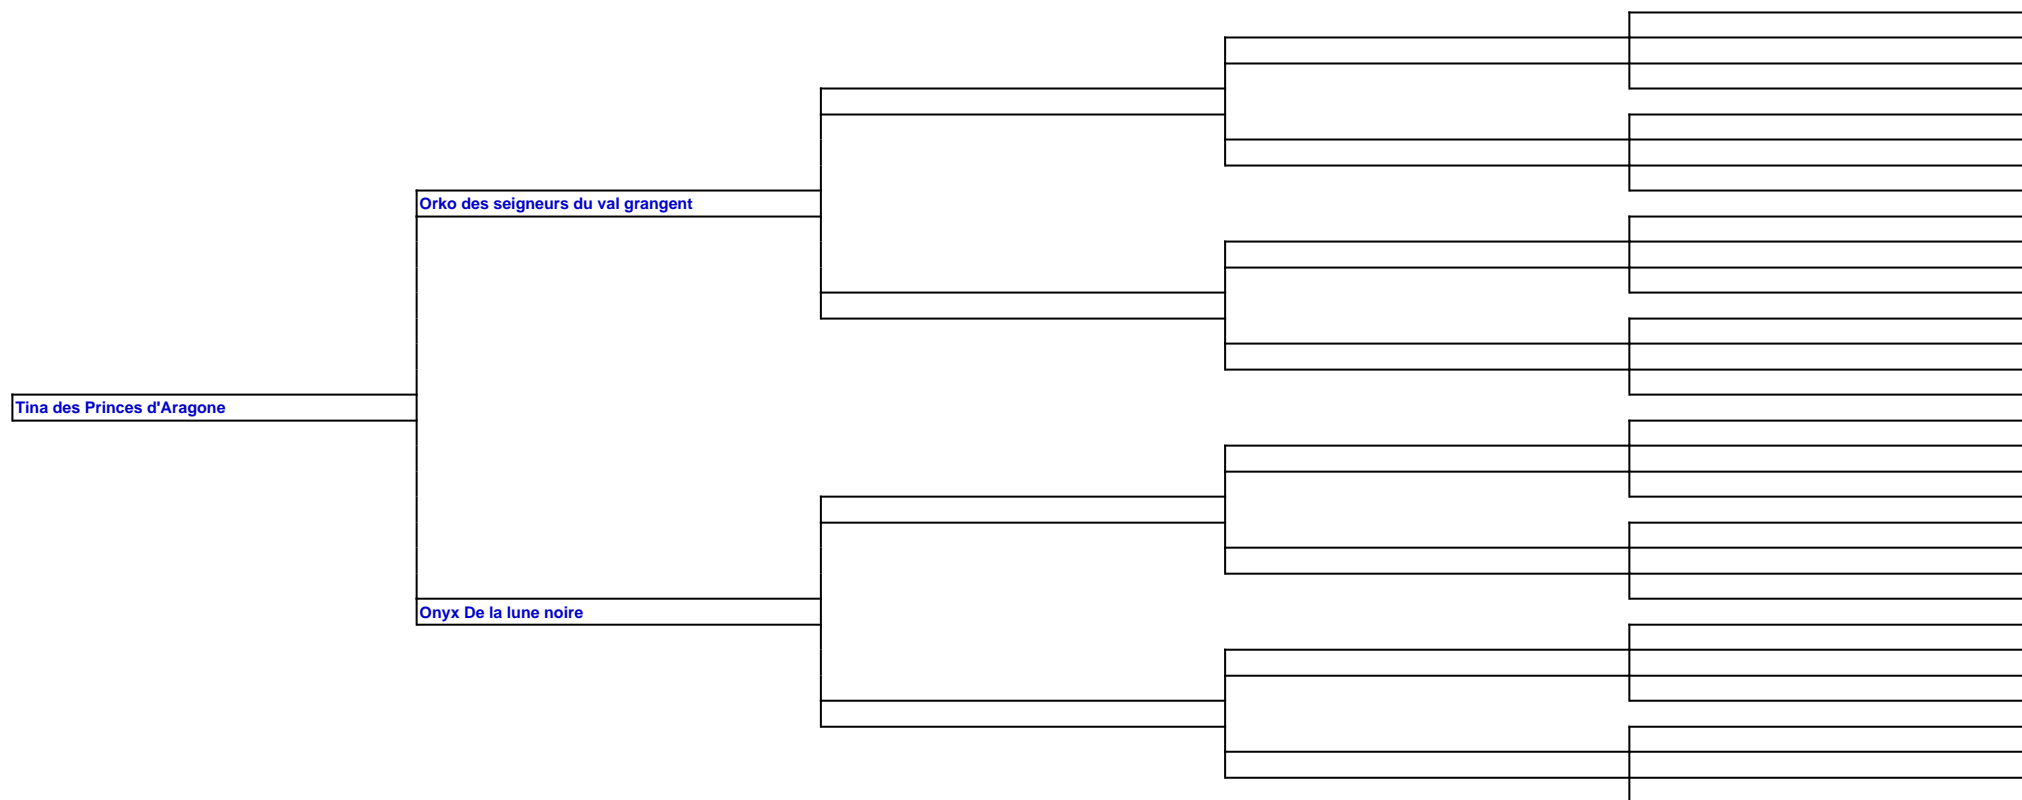 Orko des seigneurs du val grangent
Tina des Princes d'Aragone
Onyx De la lune noire